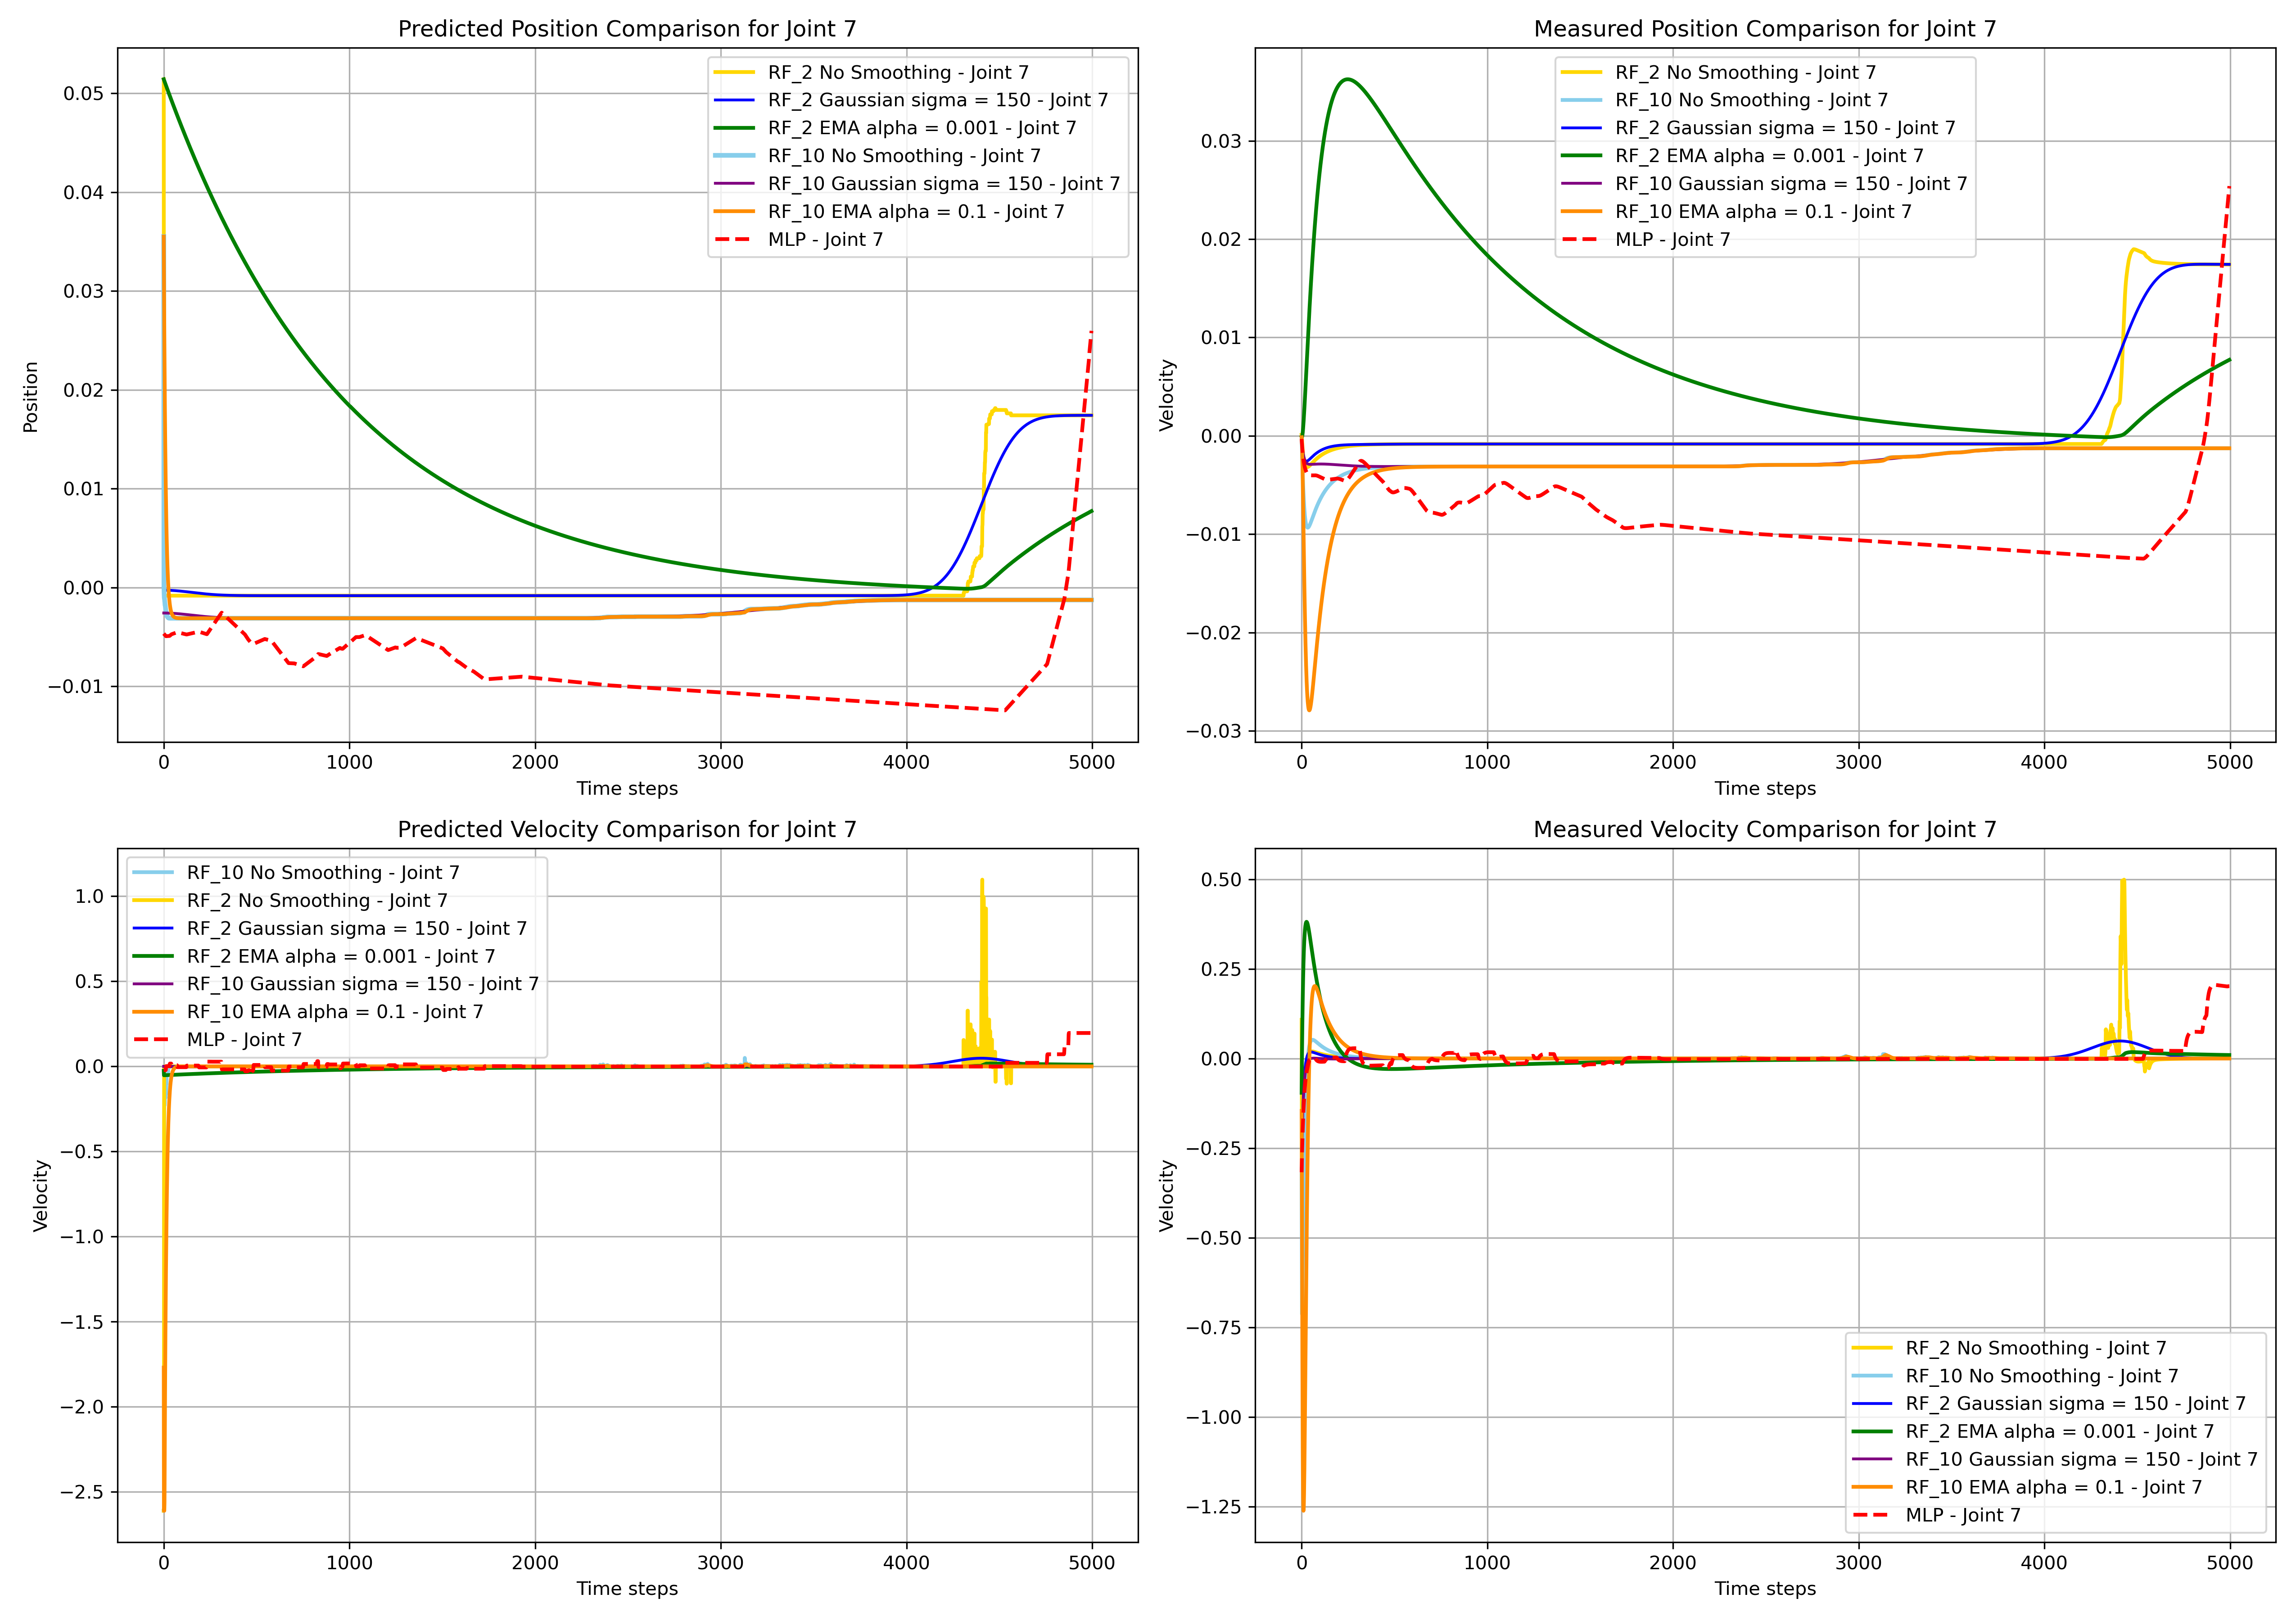 Predicted Position Comparison for Joint 7
Position
0.05
0.04
0.03
0.02
0.01
0.00
−0.01
RF_2 No Smoothing - Joint 7
RF_2 Gaussian sigma = 150 - Joint 7
RF_2 EMA alpha = 0.001 - Joint 7
RF_10 No Smoothing - Joint 7
RF_10 Gaussian sigma = 150 - Joint 7
RF_10 EMA alpha = 0.1 - Joint 7
MLP - Joint 7
0 1000 2000 3000 4000 5000
Time steps
Measured Position Comparison for Joint 7
Velocity
0.03
0.02
0.01
0.00
−0.01
−0.02
−0.03
RF_2 No Smoothing - Joint 7
RF_10 No Smoothing - Joint 7
RF_2 Gaussian sigma = 150 - Joint 7
RF_2 EMA alpha = 0.001 - Joint 7
RF_10 Gaussian sigma = 150 - Joint 7
RF_10 EMA alpha = 0.1 - Joint 7
MLP - Joint 7
0 1000 2000 3000 4000 5000
Time steps
Predicted Velocity Comparison for Joint 7
Velocity
1.0
0.5
0.0
−0.5
−1.0
−1.5
−2.0
−2.5
RF_10 No Smoothing - Joint 7
RF_2 No Smoothing - Joint 7
RF_2 Gaussian sigma = 150 - Joint 7
RF_2 EMA alpha = 0.001 - Joint 7
RF_10 Gaussian sigma = 150 - Joint 7
RF_10 EMA alpha = 0.1 - Joint 7
MLP - Joint 7
0 1000 2000 3000 4000 5000
Time steps
Measured Velocity Comparison for Joint 7
Velocity
0.50
0.25
0.00
−0.25
−0.50
−0.75
−1.00
−1.25
RF_2 No Smoothing - Joint 7
RF_10 No Smoothing - Joint 7
RF_2 Gaussian sigma = 150 - Joint 7
RF_2 EMA alpha = 0.001 - Joint 7
RF_10 Gaussian sigma = 150 - Joint 7
RF_10 EMA alpha = 0.1 - Joint 7
MLP - Joint 7
0 1000 2000 3000 4000 5000
Time steps